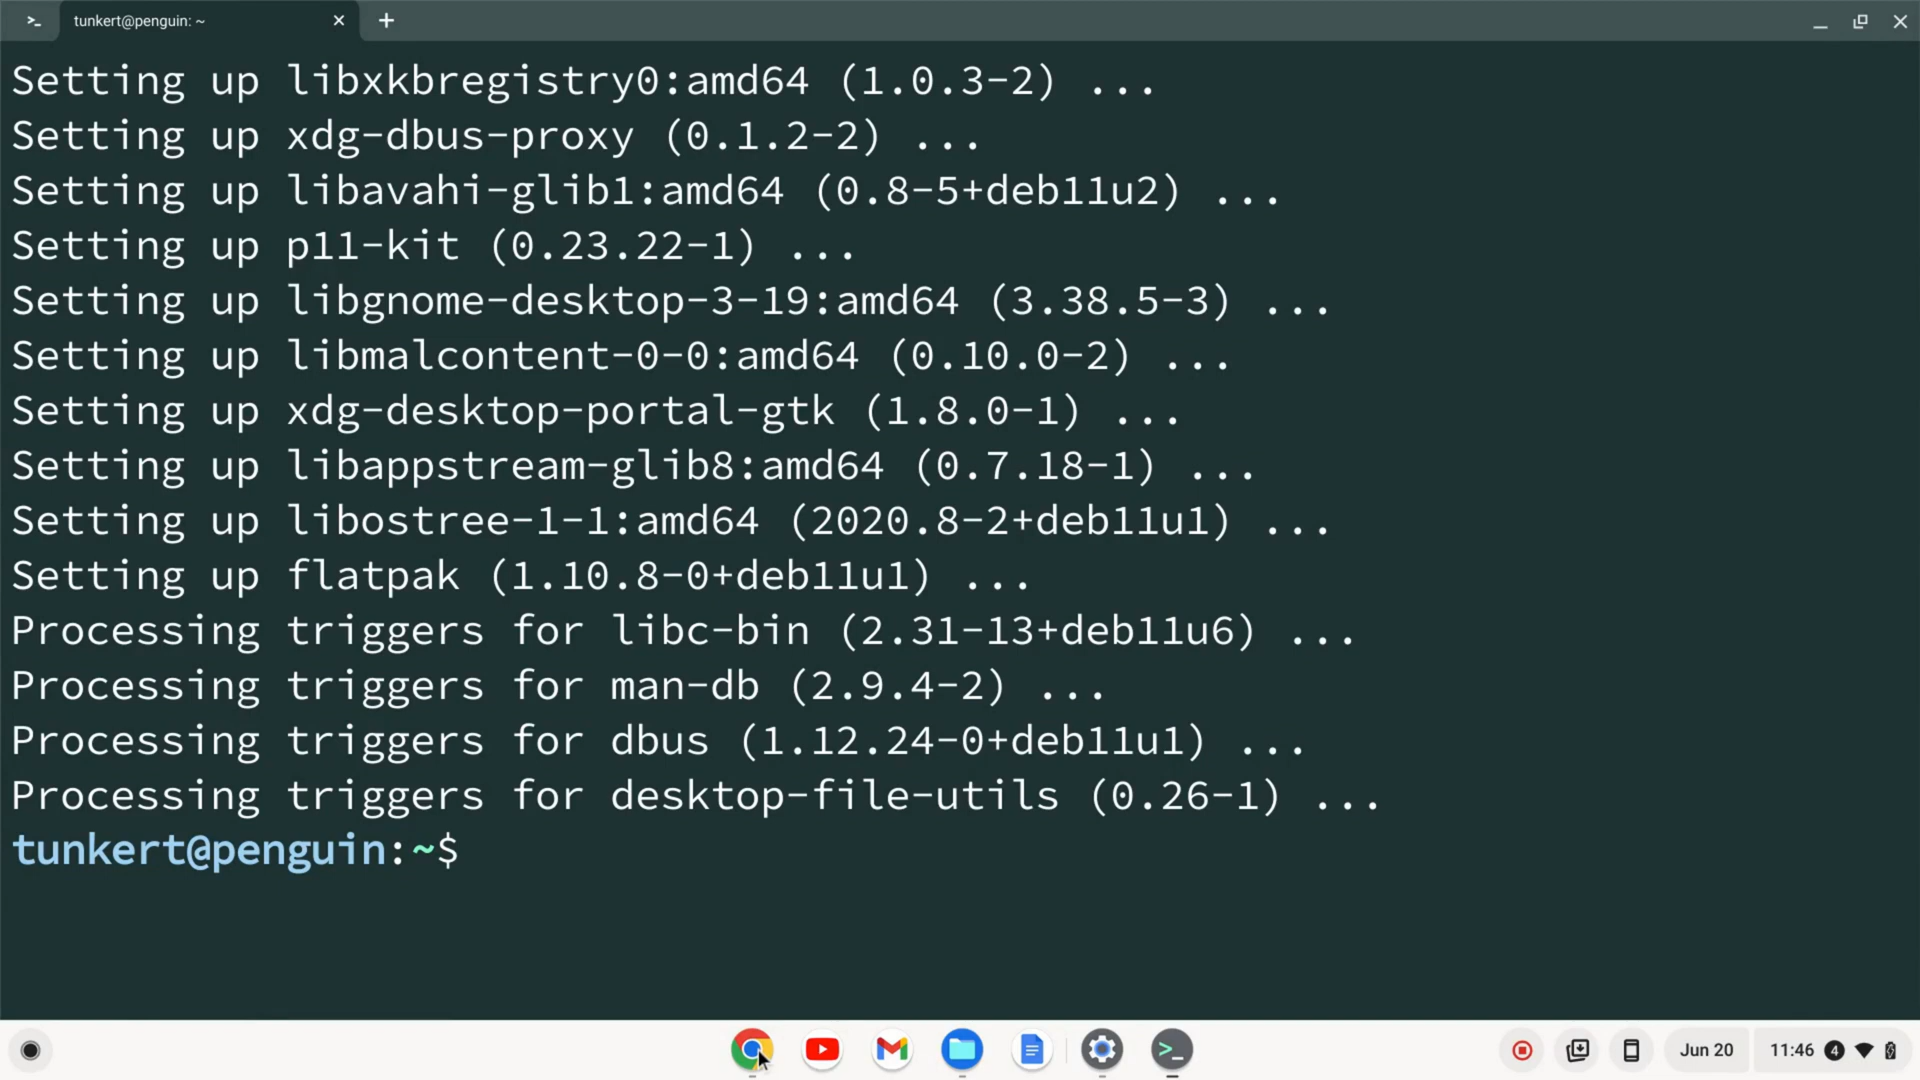 >_ tunkert@penguin: ~
Setting up libxkbregistry0:amd64 (1.0.3-2) ...
Setting up xdg-dbus-proxy (0.1.2-2) ...
Setting up libavahi-glib1:amd64 (0.8-5+deb11u2) ...
Setting up p11-kit (0.23.22-1) ...
Setting up libgnome-desktop-3-19:amd64 (3.38.5-3) ...
Setting up libmalcontent-0-0:amd64 (0.10.0-2) ...
Setting up xdg-desktop-portal-gtk (1.8.0-1) ...
Setting up libappstream-glib8:amd64 (0.7.18-1) ...
Setting up libostree-1-1:amd64 (2020.8-2+deb11u1) ...
Setting up flatpak (1.10.8-0+deb11u1) ...
Processing triggers for libc-bin (2.31-13+deb11u6) ...
Processing triggers for man-db (2.9.4-2) ...
Processing triggers for dbus (1.12.24-0+deb11u1) ...
Processing triggers for desktop-file-utils (0.26-1) ...
tunkert@penguin:~$
>_ Jun 20 11:46 4